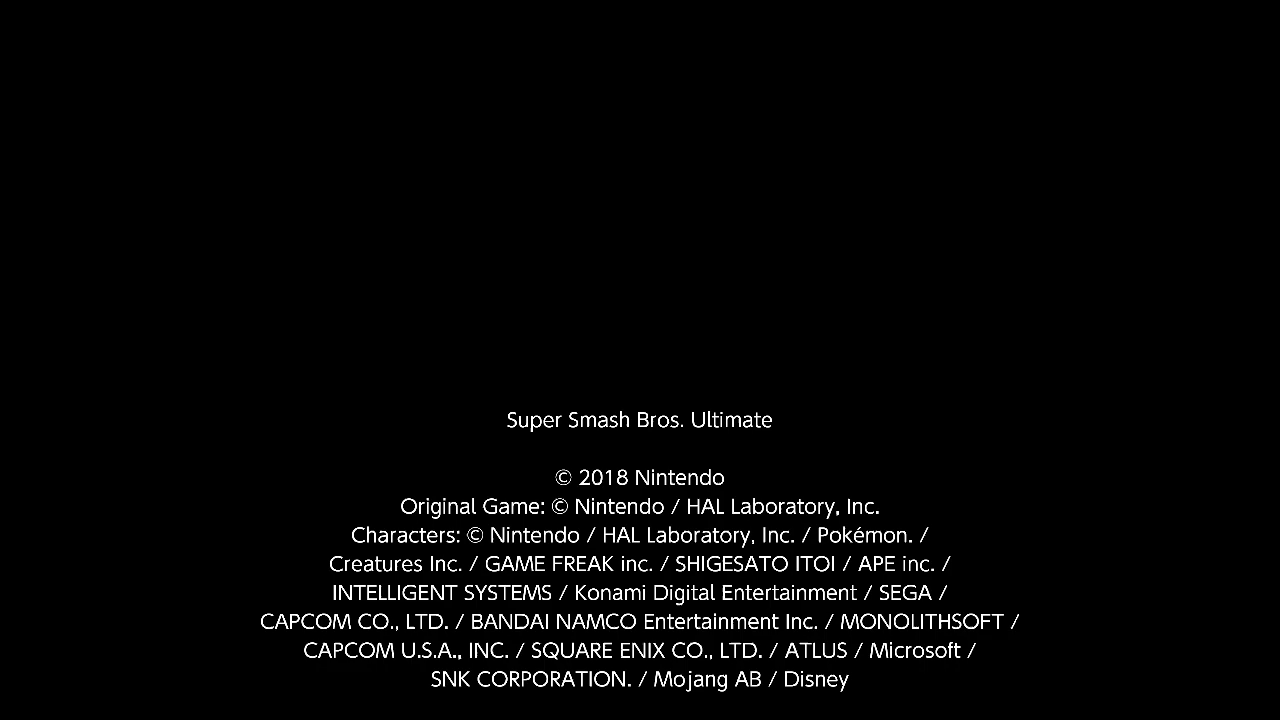 Super Smash Bros. Ultimate
© 2018 Nintendo
Original Game: © Nintendo / HAL Laboratory, Inc.
Characters: © Nintendo / HAL Laboratory, Inc. / Pokémon. /
Creatures Inc. / GAME FREAK inc. / SHIGESATO ITOI / APE inc. /
INTELLIGENT SYSTEMS / Konami Digital Entertainment / SEGA /
CAPCOM CO., LTD. / BANDAI NAMCO Entertainment Inc. / MONOLITHSOFT /
CAPCOM U.S.A., INC. / SQUARE ENIX CO., LTD. / ATLUS / Microsoft /
SNK CORPORATION. / Mojang AB / Disney